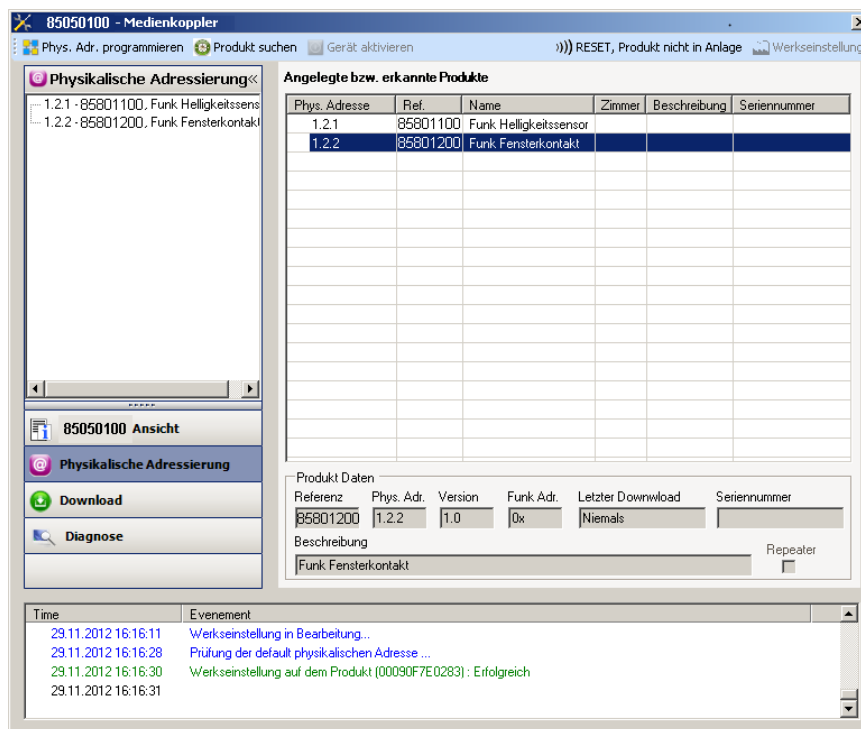 85050100 - Medienkoppler
Phys. Adr. programmieren Produkt suchen Gerät aktivieren ))) RESET, Produkt nicht in Anlage Werkseinstellung
Physikalische Adressierung«
1.2.1 - 85801100, Funk Helligkeitssens
1.2.2 - 85801200, Funk Fensterkontakt
Angelegte bzw. erkannte Produkte
Phys. Adresse Ref. Name Zimmer Beschreibung Seriennummer
1.2.1 85801100 Funk Helligkeitssensor
1.2.2 85801200 Funk Fensterkontakt
85050100 Ansicht
Physikalische Adressierung
Download
Diagnose
Produkt Daten
Referenz Phys. Adr. Version Funk Adr. Letzter Downwload Seriennummer
85801200 1.2.2 1.0 0x Niemals
Beschreibung
Funk Fensterkontakt
Repeater
Time Evenement
29.11.2012 16:16:11 Werkseinstellung in Bearbeitung...
29.11.2012 16:16:28 Prüfung der default physikalischen Adresse ...
29.11.2012 16:16:30 Werkseinstellung auf dem Produkt (00090F7E0283) : Erfolgreich
29.11.2012 16:16:31